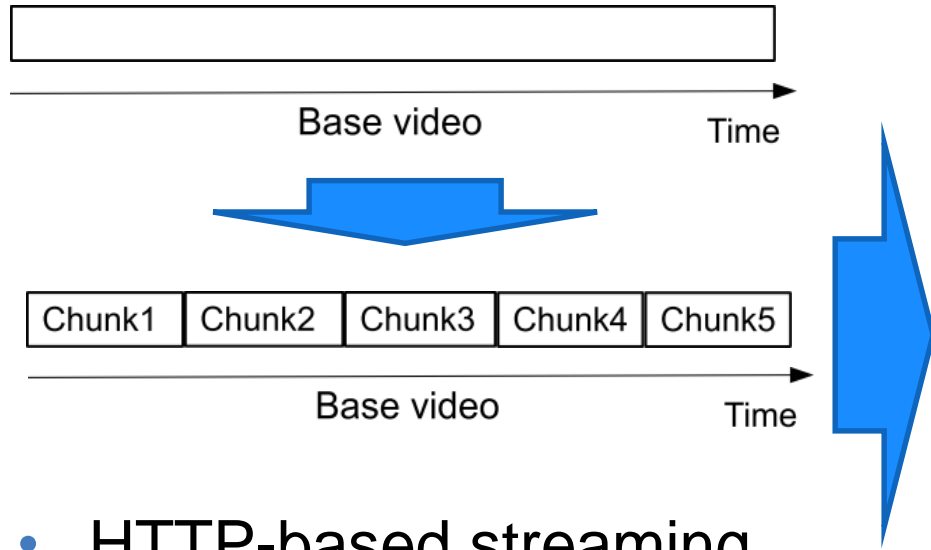 Base video
Time
Chunk1 Chunk2 Chunk3 Chunk4 Chunk5
Base video
Time
• HTTP-based streaming